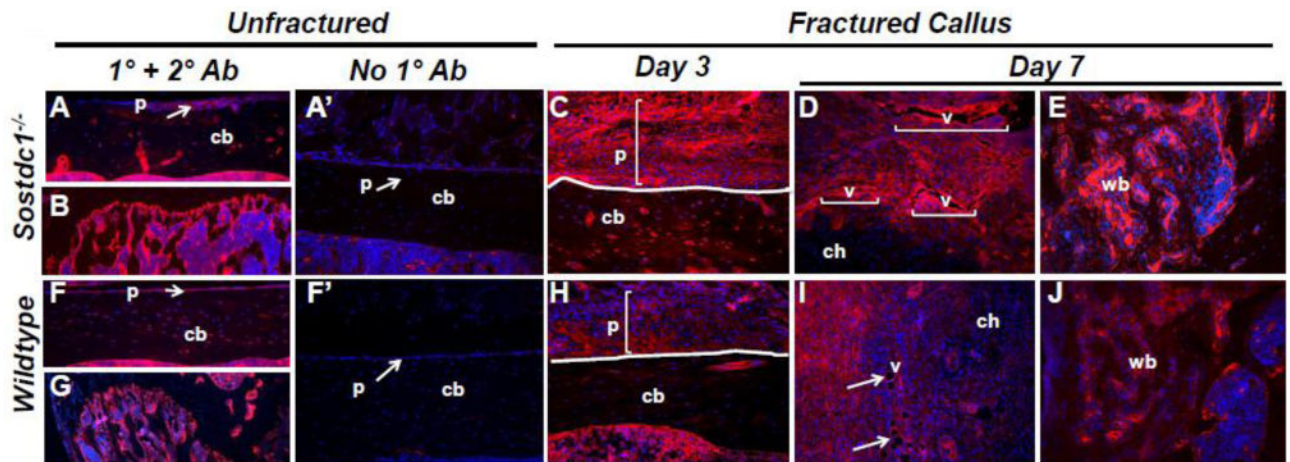 Unfractured Fractured Callus
1° + 2° Ab No 1° Ab Day 3 Day 7
Sostdc1-/-
A p cb
A' p cb
B
C p cb
D v v v ch
E wb
Wildtype
F p cb
F' p cb
G
H p cb
I v ch
J wb